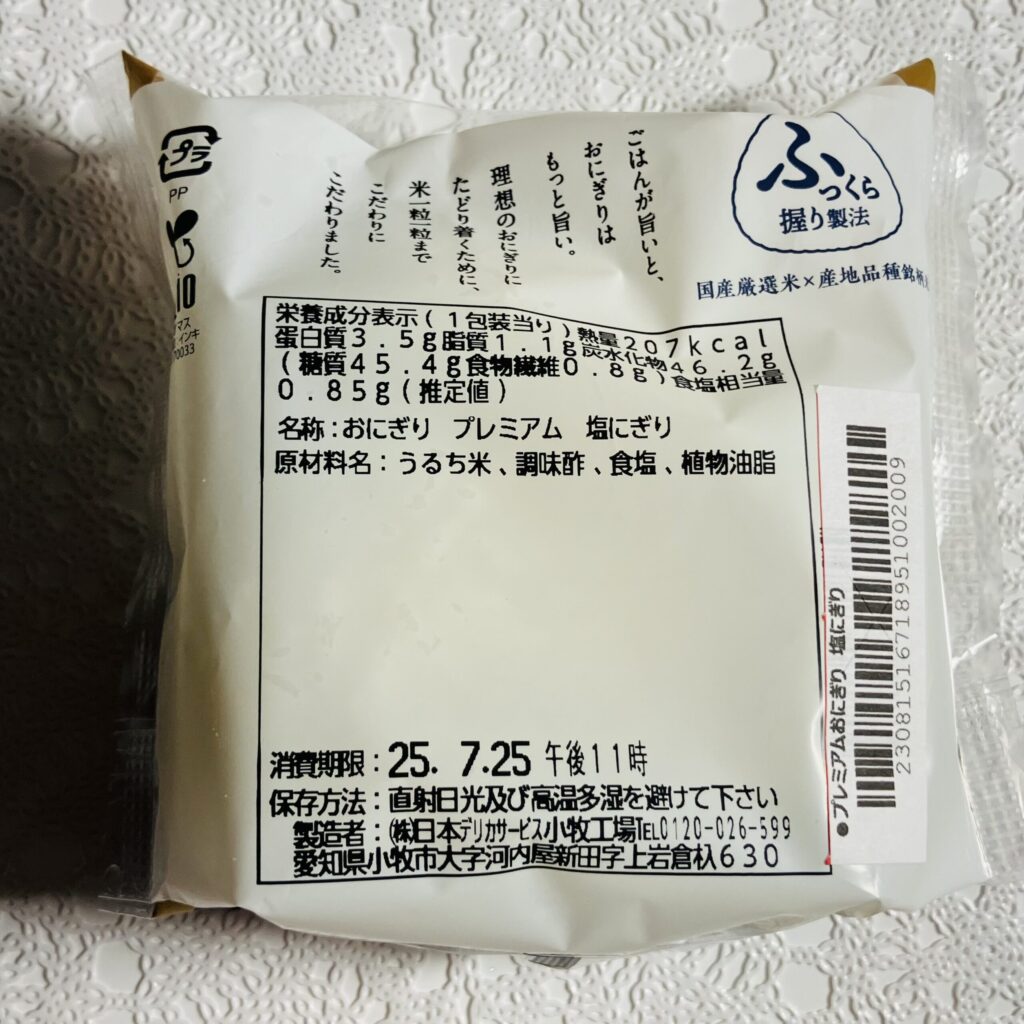 プラ
PP
ごはんが旨いと、
おにぎりは
もっと旨い。
理想のおにぎりに
たどり着くために、
米一粒一粒まで
こだわりに
こだわりました。
ふっくら
握り製法
国産厳選米×産地品種銘柄
マス
インキ
0033
栄養成分表示(1包装当り)熱量207kcal
蛋白質3.5g脂質1.1g炭水化物46.2g
(糖質45.4g食物繊維0.8g)食塩相当量
0.85g(推定値)
名称:おにぎり プレミアム 塩にぎり
原材料名:うるち米、調味酢、食塩、植物油脂
消費期限:25. 7.25 午後11時
保存方法:直射日光及び高温多湿を避けて下さい
製造者:㈱日本デリカサービス小牧工場TEL0120-026-599
愛知県小牧市大字河内屋新田字上岩倉杁630
●プレミアムおにぎり 塩にぎり
23081516718951002009